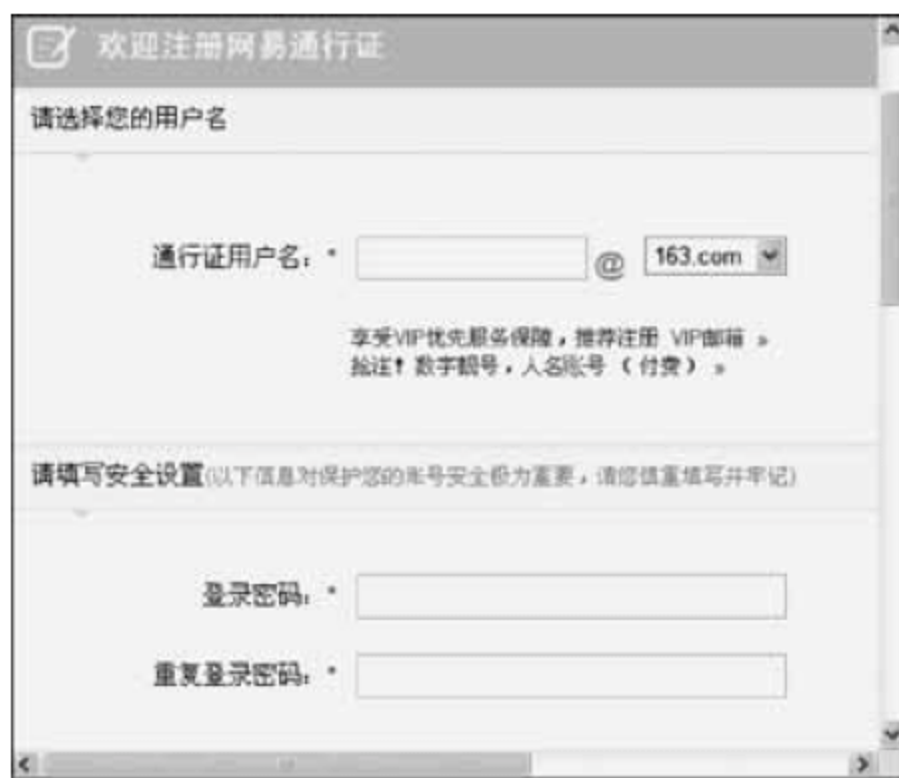 欢迎注册网易通行证
请选择您的用户名
通行证用户名：* @ 163.com
享受VIP优先服务保障，推荐注册 VIP邮箱 »
抢注！数字靓号，人名账号（付费） »
请填写安全设置(以下信息对保护您的账号安全极为重要，请您慎重填写并牢记)
登录密码：*
重复登录密码：*